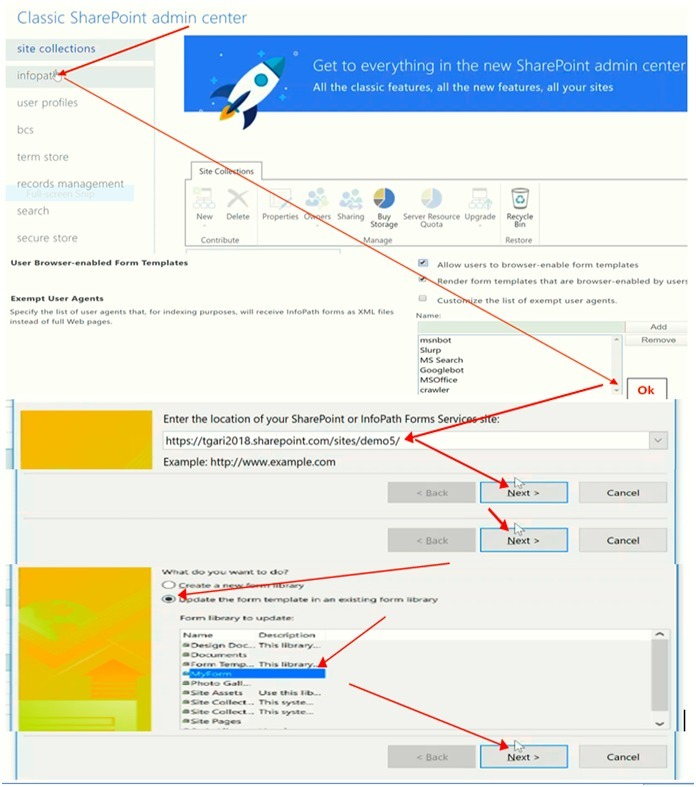 Classic SharePoint admin center
site collections
infopath
user profiles
bcs
term store
records management
Full-screen Snip
search
secure store
Get to everything in the new SharePoint admin center
All the classic features, all the new features, all your sites
Site Collections
New Delete Properties Owners Sharing Buy Storage Server Resource Quota Upgrade Recycle Bin
Contribute Manage Restore
User Browser-enabled Form Templates
Allow users to browser-enable form templates
Render form templates that are browser-enabled by users
Exempt User Agents
Specify the list of user agents that, for indexing purposes, will receive InfoPath forms as XML files
instead of full Web pages.
Customize the list of exempt user agents.
Name:
Add
Remove
msnbot
Slurp
MS Search
Googlebot
MSOffice
crawler
Ok
Enter the location of your SharePoint or InfoPath Forms Services site:
https://tgari2018.sharepoint.com/sites/demo5/
Example: http://www.example.com
< Back Next > Cancel
< Back Next > Cancel
What do you want to do?
Create a new form library
Update the form template in an existing form library
Form library to update:
Name Description
Design Doc... This library...
Documents
Form Temp... This library...
MyForm
Photo Gall...
Site Assets Use this lib...
Site Collect... This syste...
Site Collect... This syste...
Site Pages
< Back Next > Cancel